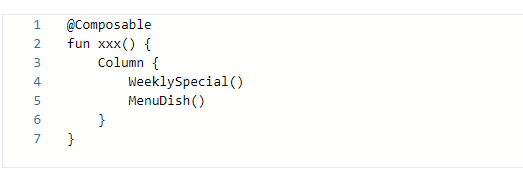 1 @Composable
2 fun xxx() {
3     Column {
4         WeeklySpecial()
5         MenuDish()
6     }
7 }